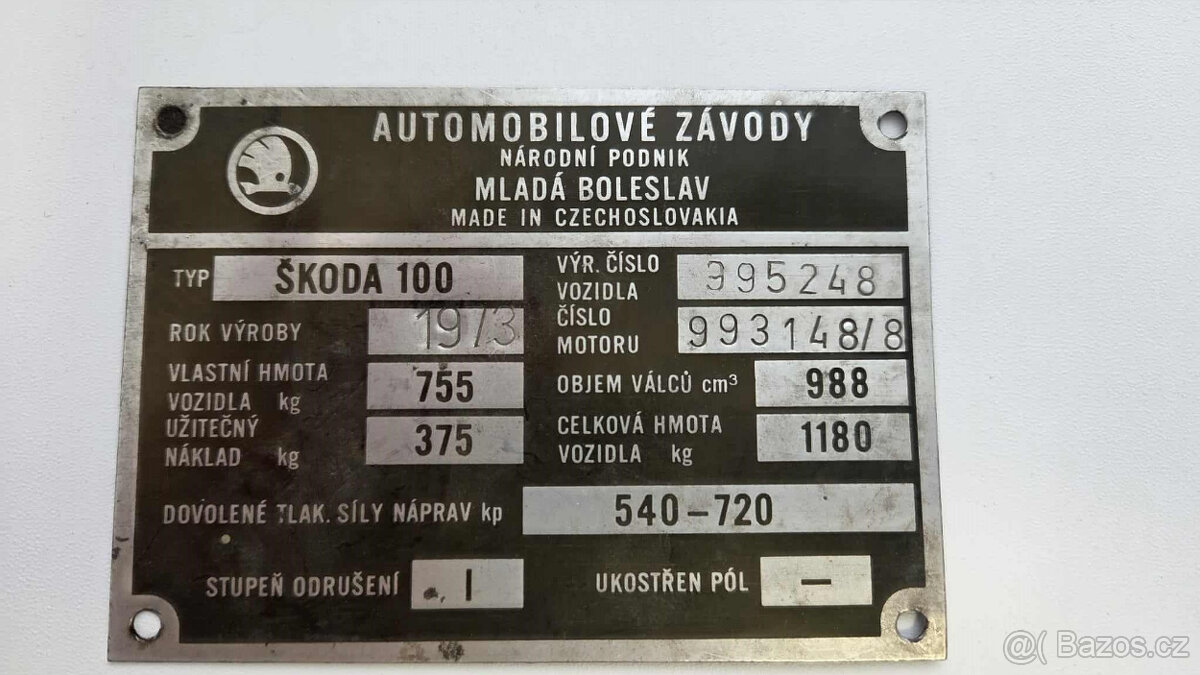 AUTOMOBILOVÉ ZÁVODY
NÁRODNÍ PODNIK
MLADÁ BOLESLAV
MADE IN CZECHOSLOVAKIA
TYP ŠKODA 100
VÝR. ČÍSLO
VOZIDLA 995248
ROK VÝROBY 1973
ČÍSLO
MOTORU 993148/8
VLASTNÍ HMOTA
VOZIDLA kg 755
OBJEM VÁLCŮ cm³ 988
UŽITEČNÝ
NÁKLAD kg 375
CELKOVÁ HMOTA
VOZIDLA kg 1180
DOVOLENÉ TLAK. SÍLY NÁPRAV kp 540-720
STUPEŇ ODRUŠENÍ I
UKOSTŘEN PÓL –
Bazos.cz